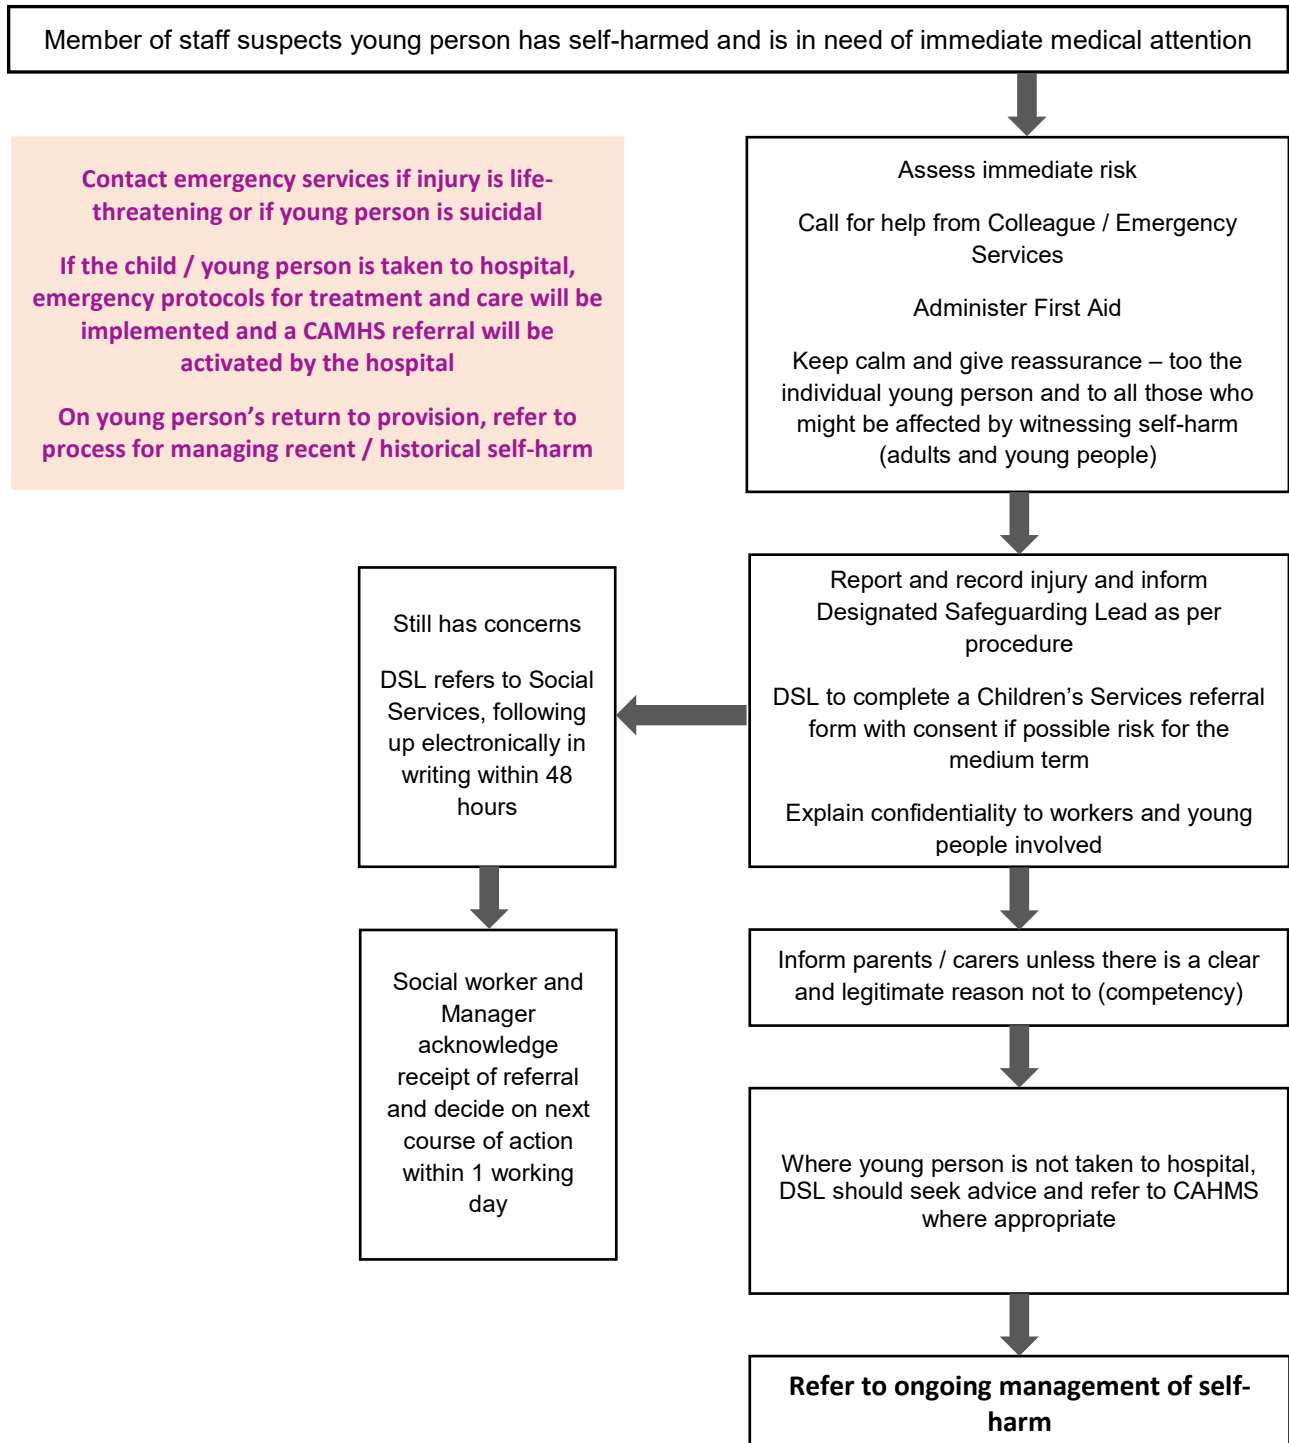 Member of staff suspects young person has self-harmed and is in need of immediate medical attention
Contact emergency services if injury is life-
threatening or if young person is suicidal
If the child / young person is taken to hospital,
emergency protocols for treatment and care will be
implemented and a CAMHS referral will be
activated by the hospital
On young person’s return to provision, refer to
process for managing recent / historical self-harm
Assess immediate risk
Call for help from Colleague / Emergency
Services
Administer First Aid
Keep calm and give reassurance – too the
individual young person and to all those who
might be affected by witnessing self-harm
(adults and young people)
Report and record injury and inform
Designated Safeguarding Lead as per
procedure
DSL to complete a Children’s Services referral
form with consent if possible risk for the
medium term
Explain confidentiality to workers and young
people involved
Still has concerns
DSL refers to Social
Services, following
up electronically in
writing within 48
hours
Social worker and
Manager
acknowledge
receipt of referral
and decide on next
course of action
within 1 working
day
Inform parents / carers unless there is a clear
and legitimate reason not to (competency)
Where young person is not taken to hospital,
DSL should seek advice and refer to CAHMS
where appropriate
Refer to ongoing management of self-
harm